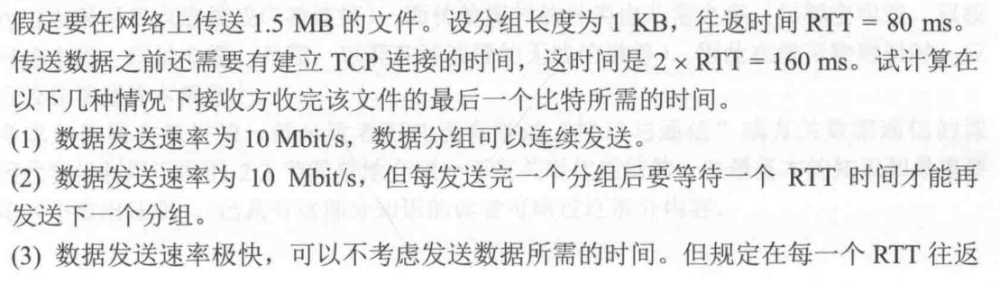 假定要在网络上传送 1.5 MB 的文件。设分组长度为 1 KB，往返时间 RTT = 80 ms。
传送数据之前还需要有建立 TCP 连接的时间，这时间是 2 × RTT = 160 ms。试计算在
以下几种情况下接收方收完该文件的最后一个比特所需的时间。
(1) 数据发送速率为 10 Mbit/s，数据分组可以连续发送。
(2) 数据发送速率为 10 Mbit/s，但每发送完一个分组后要等待一个 RTT 时间才能再
发送下一个分组。
(3) 数据发送速率极快，可以不考虑发送数据所需的时间。但规定在每一个 RTT 往返